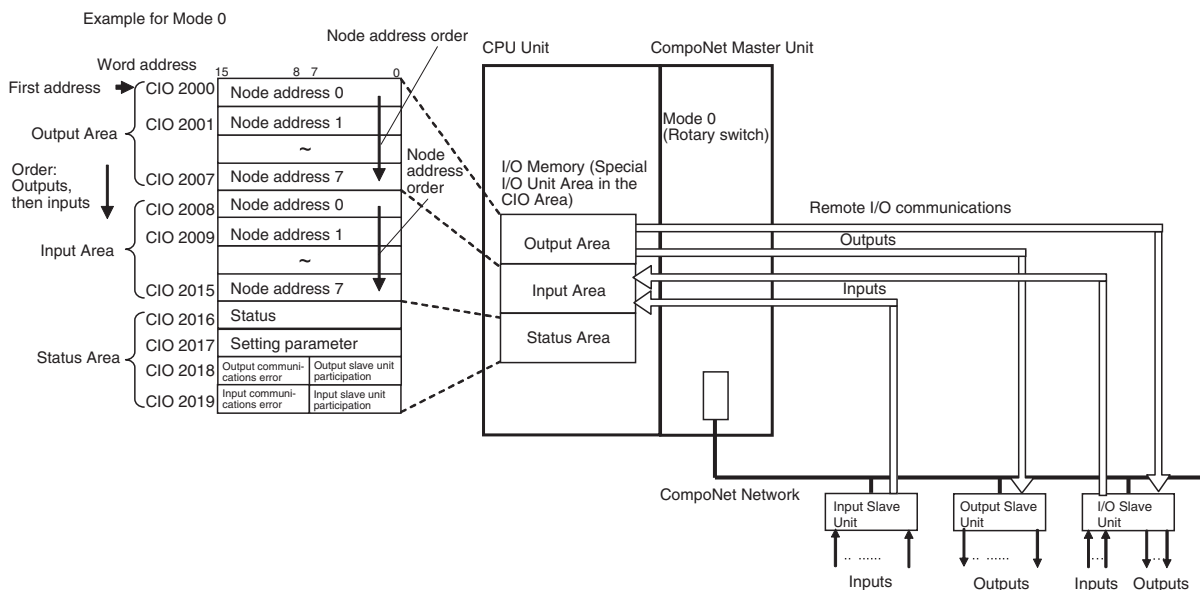 Example for Mode 0
Node address order
Word address
15 8 7 0
First address
CIO 2000 Node address 0
CIO 2001 Node address 1
~
CIO 2007 Node address 7
Output Area
Order:
Outputs,
then inputs
Node
address
order
CIO 2008 Node address 0
CIO 2009 Node address 1
~
CIO 2015 Node address 7
Input Area
CIO 2016 Status
CIO 2017 Setting parameter
CIO 2018 Output communi-
cations error
Output slave unit
participation
CIO 2019 Input communi-
cations error
Input slave unit
participation
Status Area
CPU Unit
CompoNet Master Unit
Mode 0
(Rotary switch)
I/O Memory (Special
I/O Unit Area in the
CIO Area)
Output Area
Input Area
Status Area
Remote I/O communications
Outputs
Inputs
CompoNet Network
Input Slave
Unit
Output Slave
Unit
I/O Slave
Unit
.. ......
.. ......
Inputs
Outputs
Inputs
Outputs